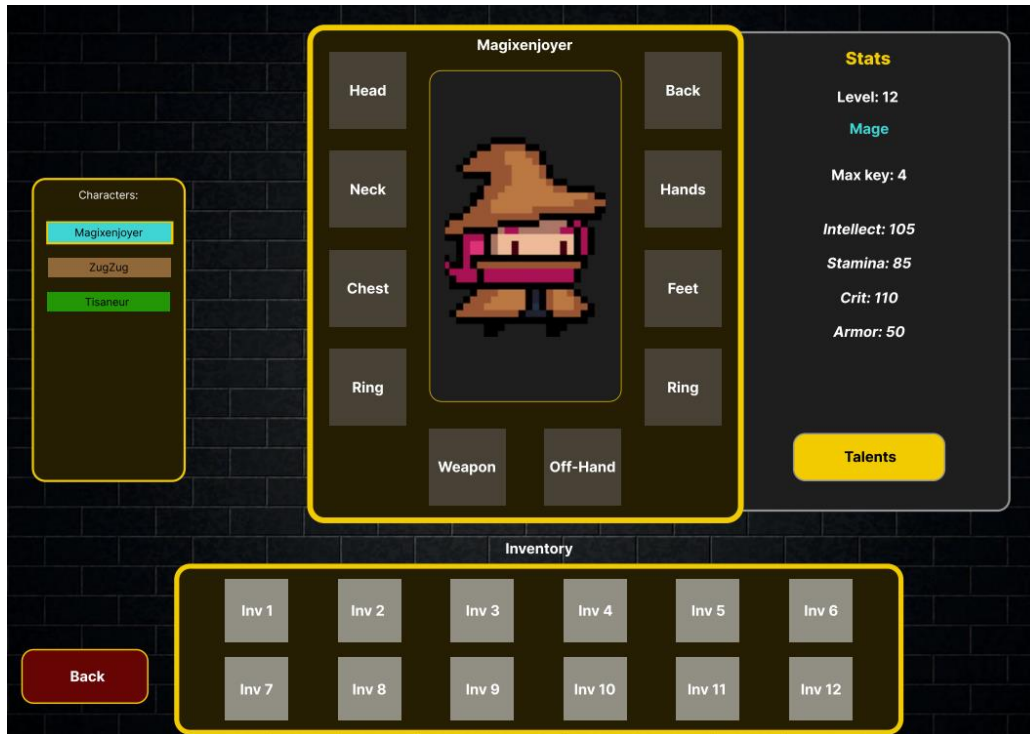 Characters:
Magixenjoyer
ZugZug
Tisaneur
Magixenjoyer
Head
Back
Neck
Hands
Chest
Feet
Ring
Ring
Weapon
Off-Hand
Stats
Level: 12
Mage
Max key: 4
Intellect: 105
Stamina: 85
Crit: 110
Armor: 50
Talents
Inventory
Inv 1
Inv 2
Inv 3
Inv 4
Inv 5
Inv 6
Inv 7
Inv 8
Inv 9
Inv 10
Inv 11
Inv 12
Back